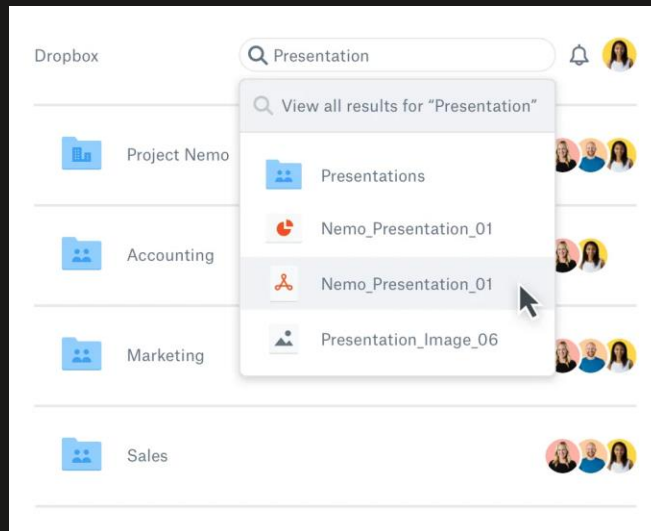 Dropbox
Presentation
View all results for “Presentation”
Project Nemo
Presentations
Nemo_Presentation_01
Accounting
Nemo_Presentation_01
Presentation_Image_06
Marketing
Sales